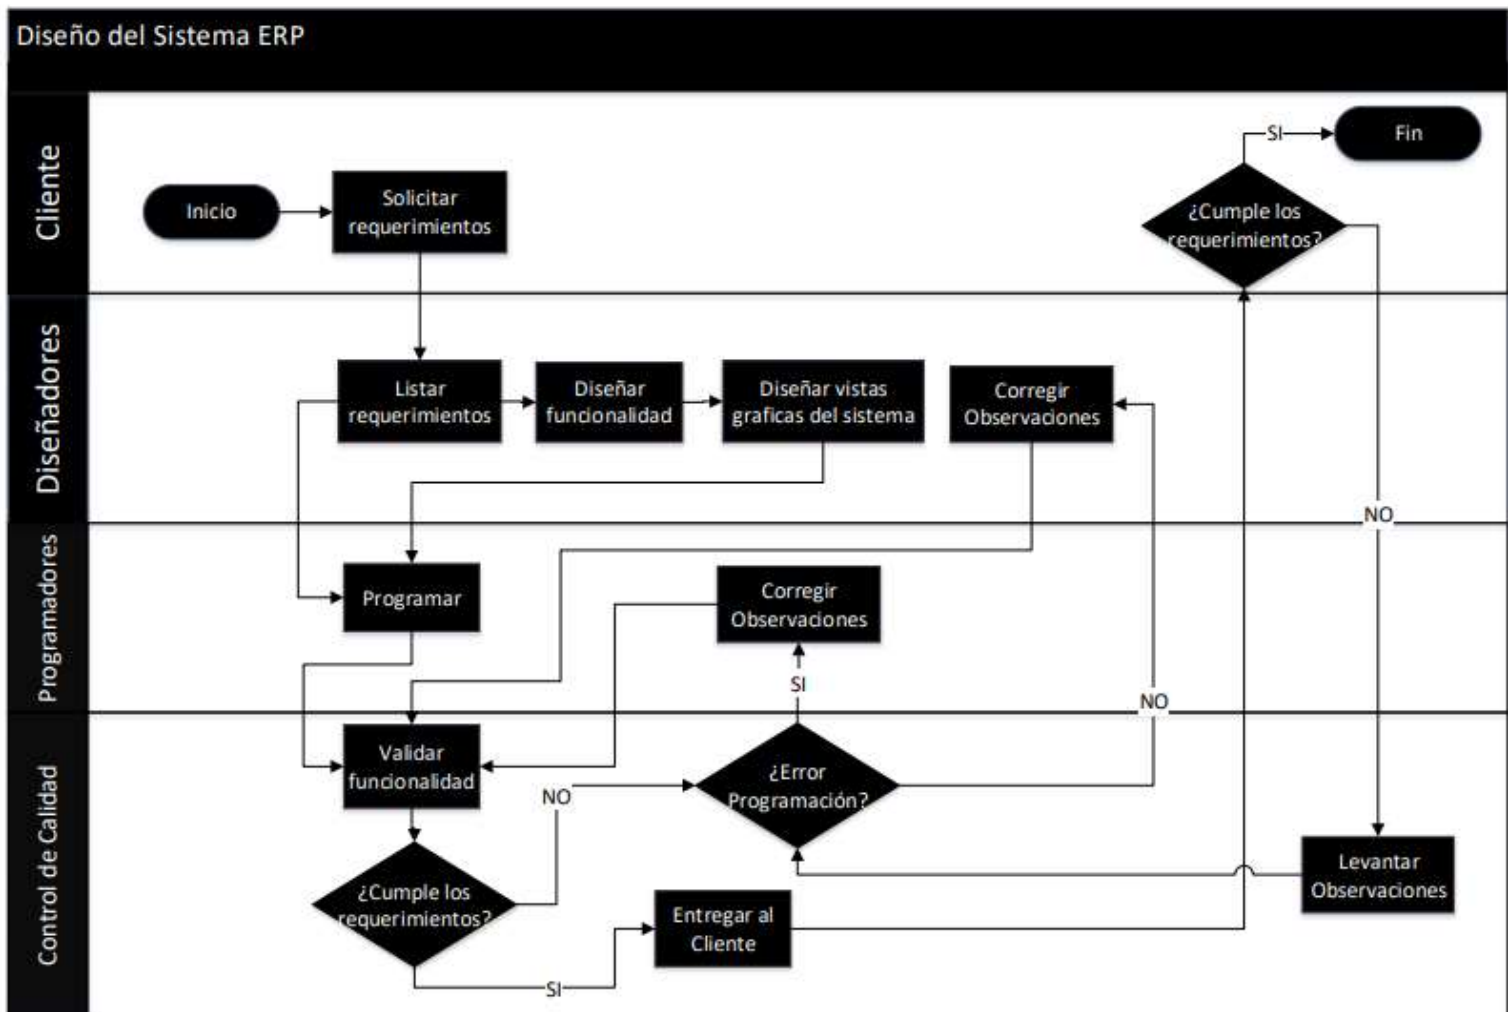 Diseño del Sistema ERP
Cliente
Inicio
Solicitar
requerimientos
¿Cumple los
requerimientos?
SI
Fin
NO
Diseñadores
Listar
requerimientos
Diseñar
funcionalidad
Diseñar vistas
graficas del sistema
Corregir
Observaciones
Programadores
Programar
Corregir
Observaciones
SI
NO
Control de Calidad
Validar
funcionalidad
NO
¿Error
Programación?
¿Cumple los
requerimientos?
SI
Entregar al
Cliente
Levantar
Observaciones